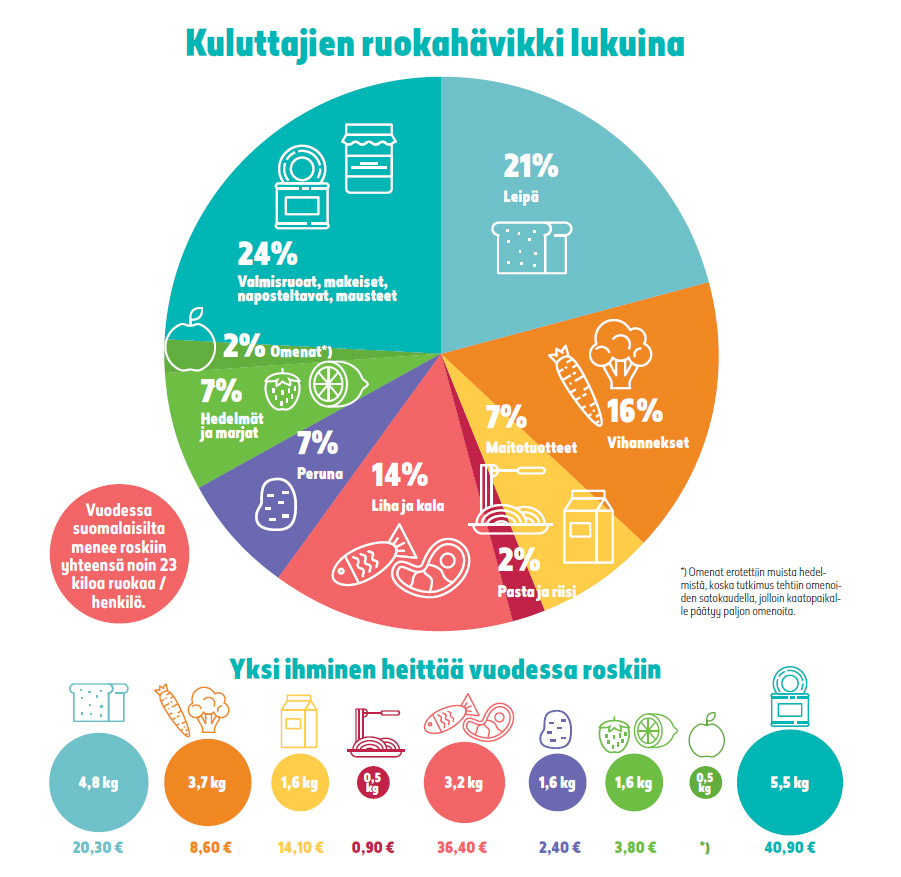 Kuluttajien ruokahävikki lukuina
21%
Leipä
24%
Valmisruoat, makeiset,
naposteltavat, mausteet
2% Omenat*)
7%
Hedelmät
ja marjat
7%
Peruna
14%
Liha ja kala
7%
Maitotuotteet
16%
Vihannekset
2%
Pasta ja riisi
Vuodessa
suomalaisilta
menee roskiin
yhteensä noin 23
kiloa ruokaa /
henkilö.
*) Omenat erotettiin muista hedel-
mistä, koska tutkimus tehtiin omenoi-
den satokaudella, jolloin kaatopaikal-
le päätyy paljon omenoita.
Yksi ihminen heittää vuodessa roskiin
4,8 kg
3,7 kg
1,6 kg
0,5
kg
3,2 kg
1,6 kg
1,6 kg
0,5
kg
5,5 kg
20,30 €
8,60 €
14,10 €
0,90 €
36,40 €
2,40 €
3,80 €
*)
40,90 €